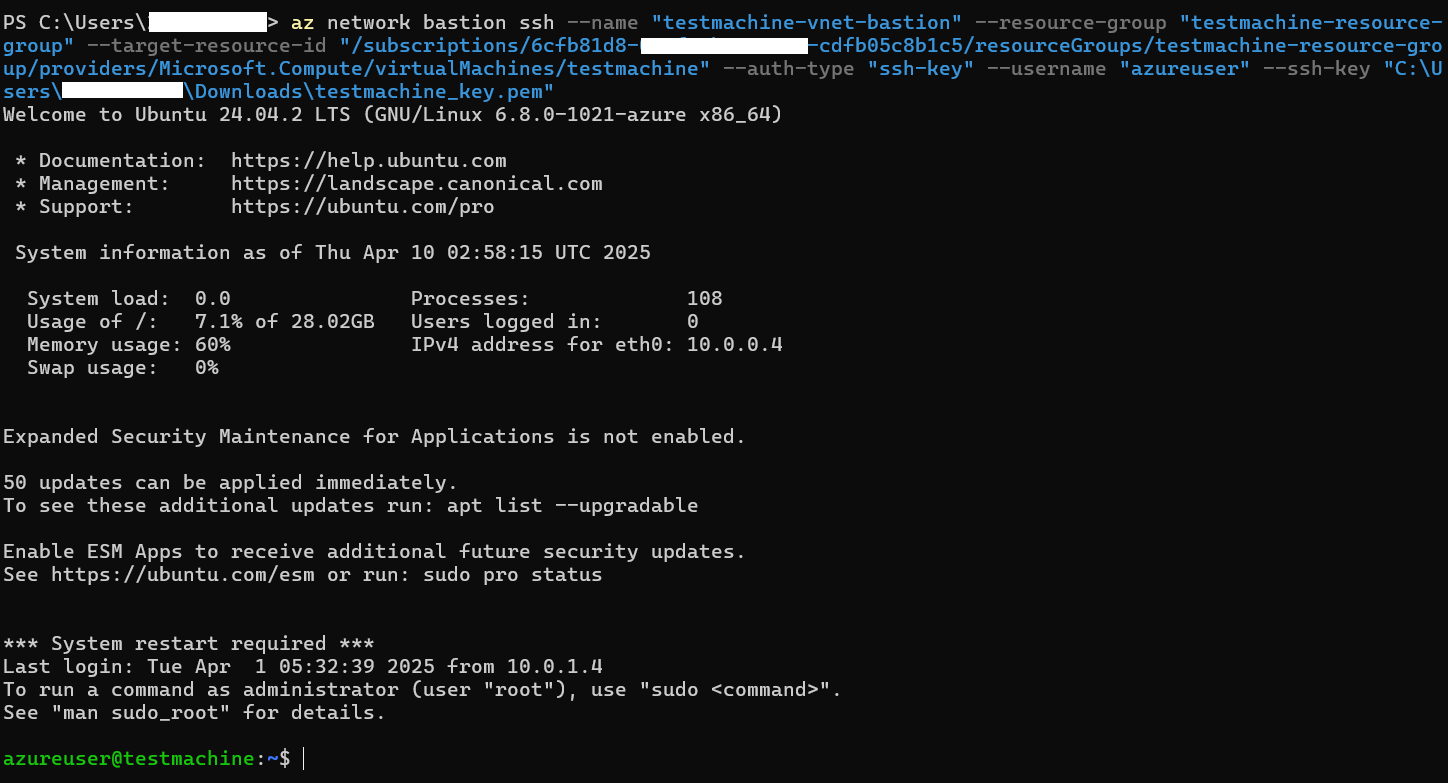 PS C:\Users\> az network bastion ssh --name "testmachine-vnet-bastion" --resource-group "testmachine-resource-
group" --target-resource-id "/subscriptions/6cfb81d8--cdfb05c8b1c5/resourceGroups/testmachine-resource-gro
up/providers/Microsoft.Compute/virtualMachines/testmachine" --auth-type "ssh-key" --username "azureuser" --ssh-key "C:\U
sers\\Downloads\testmachine_key.pem"
Welcome to Ubuntu 24.04.2 LTS (GNU/Linux 6.8.0-1021-azure x86_64)
* Documentation:  https://help.ubuntu.com
* Management:     https://landscape.canonical.com
* Support:        https://ubuntu.com/pro
System information as of Thu Apr 10 02:58:15 UTC 2025
System load:  0.0               Processes:             108
Usage of /:   7.1% of 28.02GB   Users logged in:       0
Memory usage: 60%               IPv4 address for eth0: 10.0.0.4
Swap usage:   0%
Expanded Security Maintenance for Applications is not enabled.
50 updates can be applied immediately.
To see these additional updates run: apt list --upgradable
Enable ESM Apps to receive additional future security updates.
See https://ubuntu.com/esm or run: sudo pro status
*** System restart required ***
Last login: Tue Apr  1 05:32:39 2025 from 10.0.1.4
To run a command as administrator (user "root"), use "sudo <command>".
See "man sudo_root" for details.
azureuser@testmachine:~$